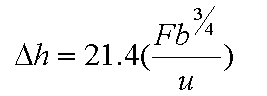 Δh = 21.4(Fb^3/4 / u)